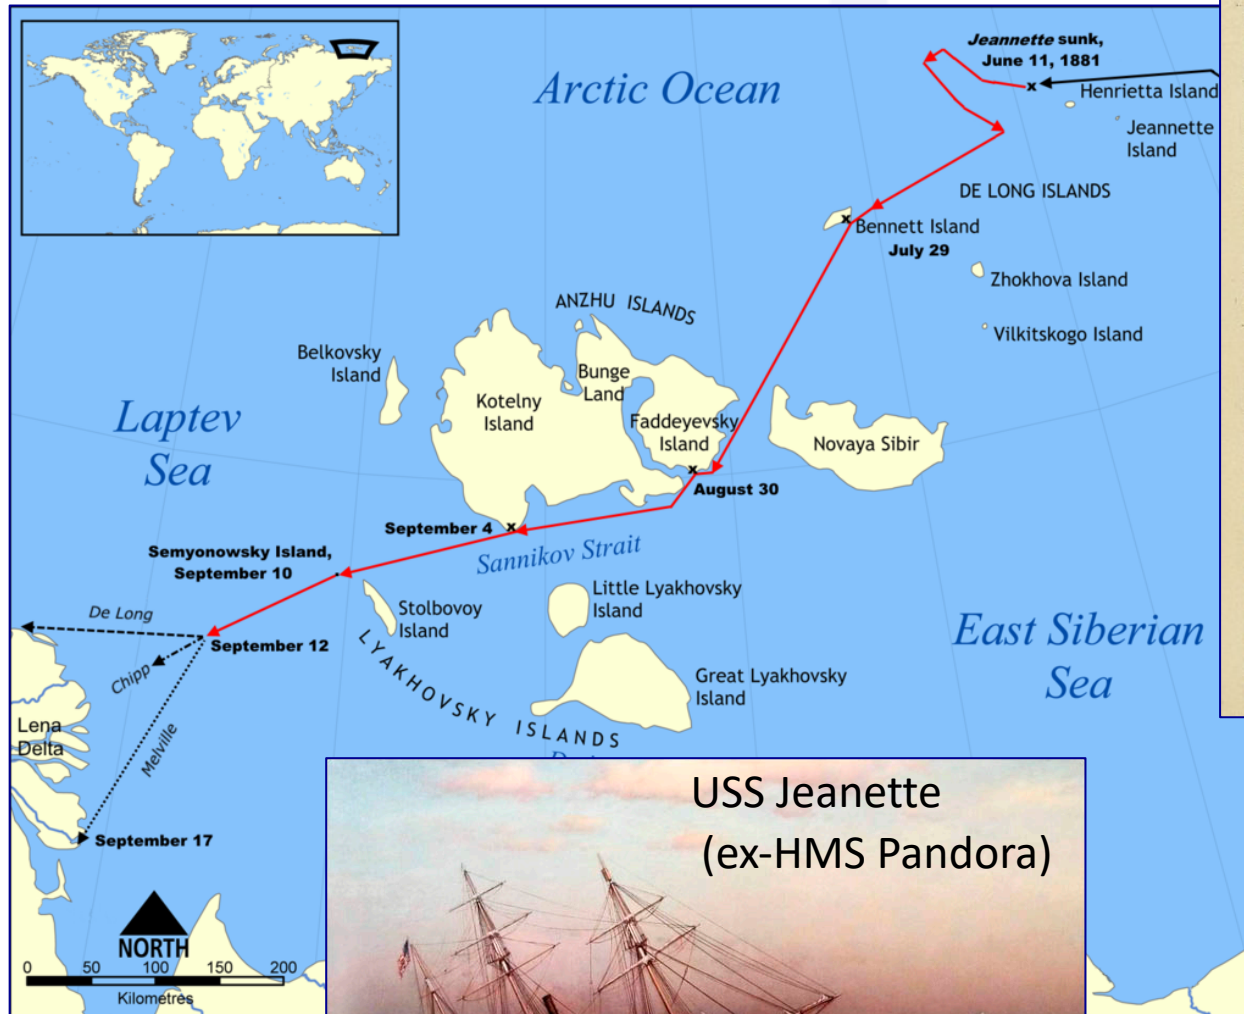 Arctic Ocean
Jeannette sunk,
June 11, 1881
Henrietta Island
Jeannette
Island
DE LONG ISLANDS
Bennett Island
July 29
Zhokhova Island
Vilkitskogo Island
ANZHU ISLANDS
Belkovsky
Island
Bunge
Land
Kotelny
Island
Faddeyevsky
Island
Novaya Sibir
Laptev
Sea
August 30
September 4
Sannikov Strait
Semyonowsky Island,
September 10
Stolbovoy
Island
Little Lyakhovsky
Island
De Long
September 12
Chipp
East Siberian
Sea
Great Lyakhovsky
Island
LYAKHOVSKY ISLANDS
Lena
Delta
Melville
September 17
NORTH
0 50 100 150 200
Kilometres
USS Jeanette
(ex-HMS Pandora)